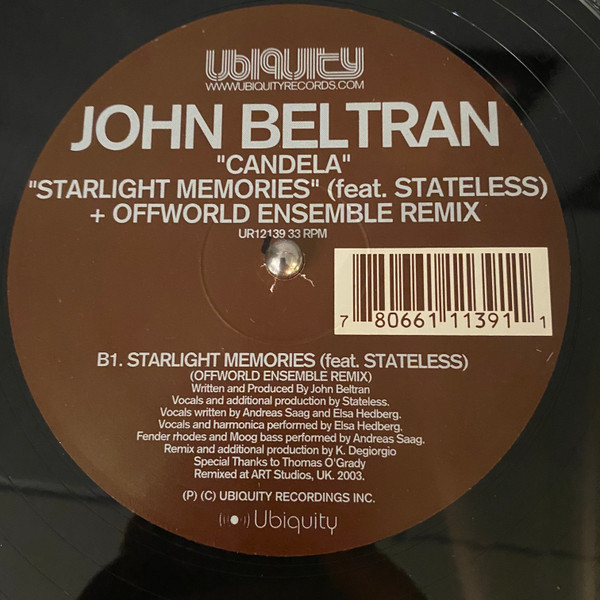 Ubiquity
WWW.UBIQUITYRECORDS.COM
JOHN BELTRAN
"CANDELA"
"STARLIGHT MEMORIES" (feat. STATELESS)
+ OFFWORLD ENSEMBLE REMIX
UR12139 33 RPM
7 80661 11391 1
B1. STARLIGHT MEMORIES (feat. STATELESS)
(OFFWORLD ENSEMBLE REMIX)
Written and Produced By John Beltran
Vocals and additional production by Stateless.
Vocals written by Andreas Saag and Elsa Hedberg.
Vocals and harmonica performed by Elsa Hedberg.
Fender rhodes and Moog bass performed by Andreas Saag.
Remix and additional production by K. Degiorgio
Special Thanks to Thomas O'Grady
Remixed at ART Studios, UK. 2003.
(P) (C) UBIQUITY RECORDINGS INC.
Ubiquity